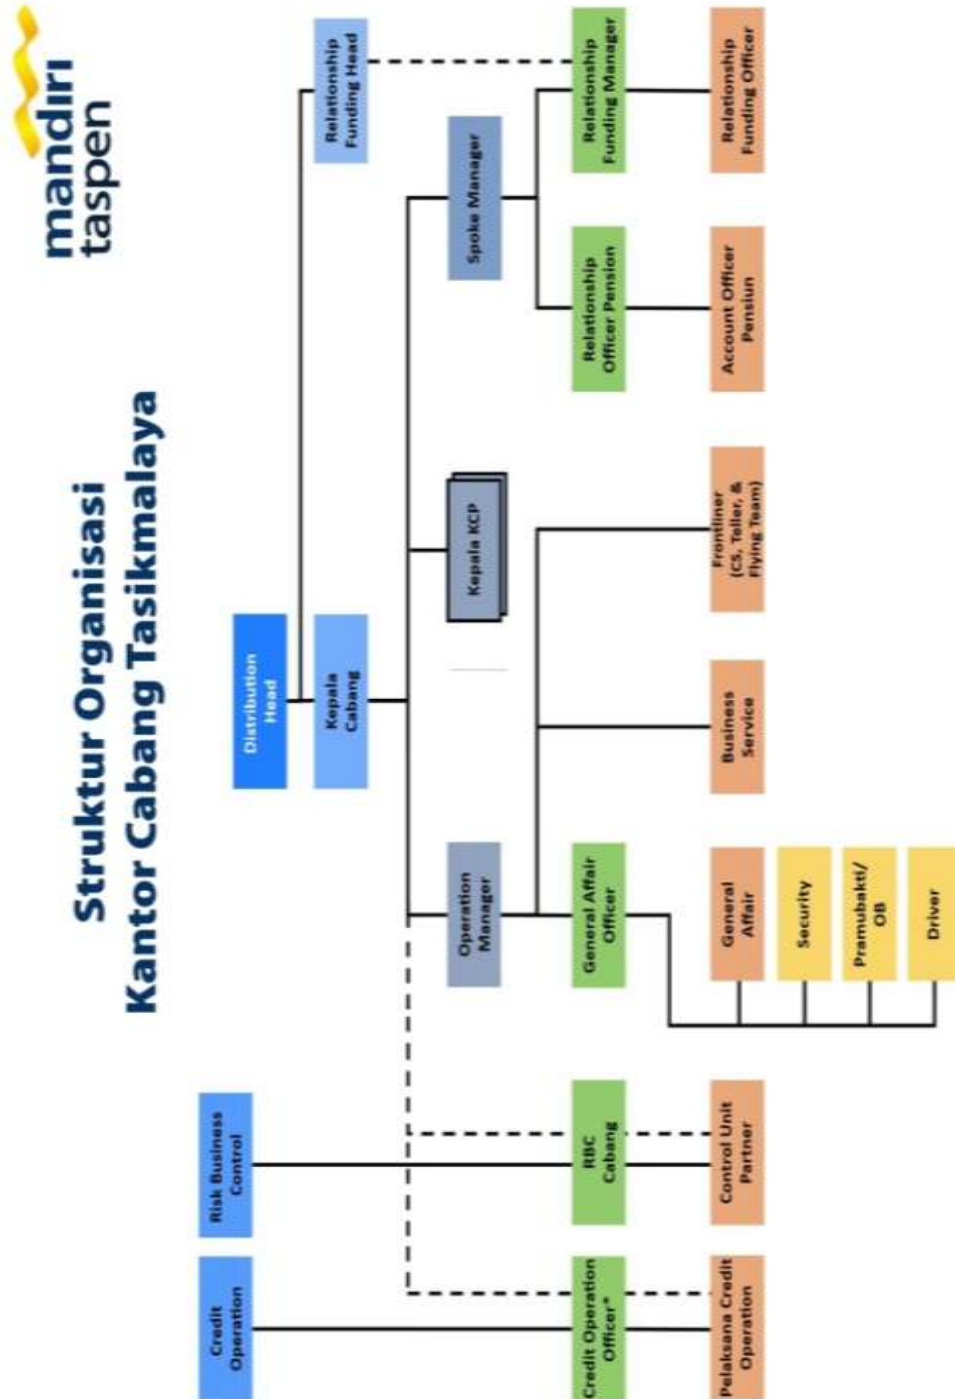 mandırı
taspen
Struktur Organisasi
Kantor Cabang Tasikmalaya
Distribution
Head
Kepala
Cabang
Relationship
Funding Head
Credit
Operation
Risk Business
Control
Operation
Manager
Kepala KCP
Spoke Manager
Credit Operation
Officer*
RBC
Cabang
General Affair
Officer
Relationship
Officer Pension
Relationship
Funding Manager
Pelaksana Credit
Operation
Control Unit
Partner
General
Affair
Business
Service
Frontliner
(CS, Teller, &
Flying Team)
Account Officer
Pensiun
Relationship
Funding Officer
Security
Pramubakti/
OB
Driver